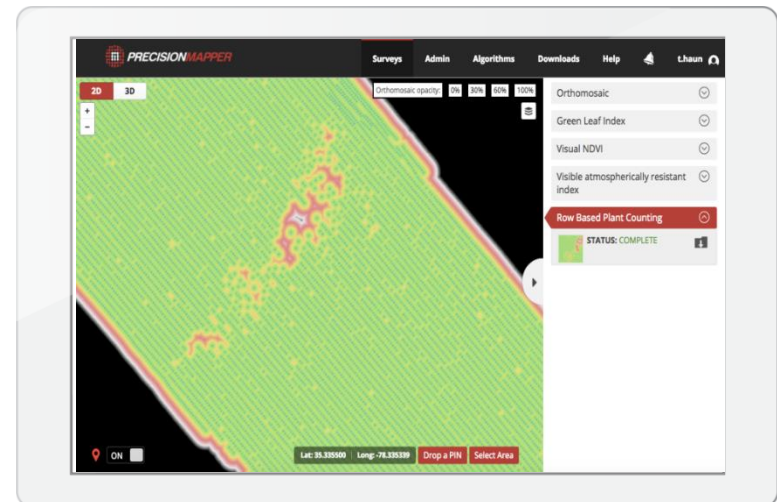 PRECISIONMAPPER
Surveys Admin Algorithms Downloads Help t.haun
2D 3D
Orthomosaic opacity: 0% 30% 60% 100%
+
-
Orthomosaic
Green Leaf Index
Visual NDVI
Visible atmospherically resistant
index
Row Based Plant Counting
STATUS: COMPLETE
ON
Lat: 35.335500 Long: -78.335339 Drop a PIN Select Area